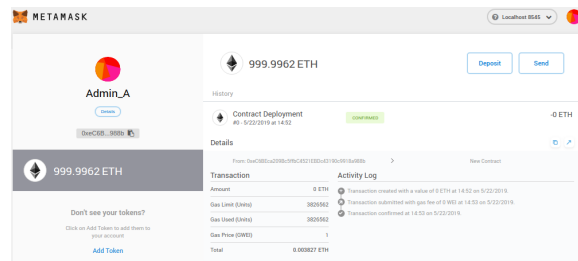 METAMASK
Localhost 8545
Admin_A
Details
0xeC6B...968b
999.9962 ETH
Don't see your tokens?
Click on Add Token to add them to
your account
Add Token
999.9962 ETH
Deposit
Send
History
Contract Deployment
#0 - 5/22/2019 at 14:52
CONFIRMED
-0 ETH
Details
From:
New Contract
Transaction
Amount 0 ETH
Gas Limit (Units) 3826562
Gas Used (Units) 3826562
Gas Price (GWEI) 1
Total 0.003827 ETH
Activity Log
Transaction created with a value of 0 ETH at 14:52 on 5/22/2019.
Transaction submitted with gas fee of 0 WEI at 14:53 on 5/22/2019.
Transaction confirmed at 14:53 on 5/22/2019.